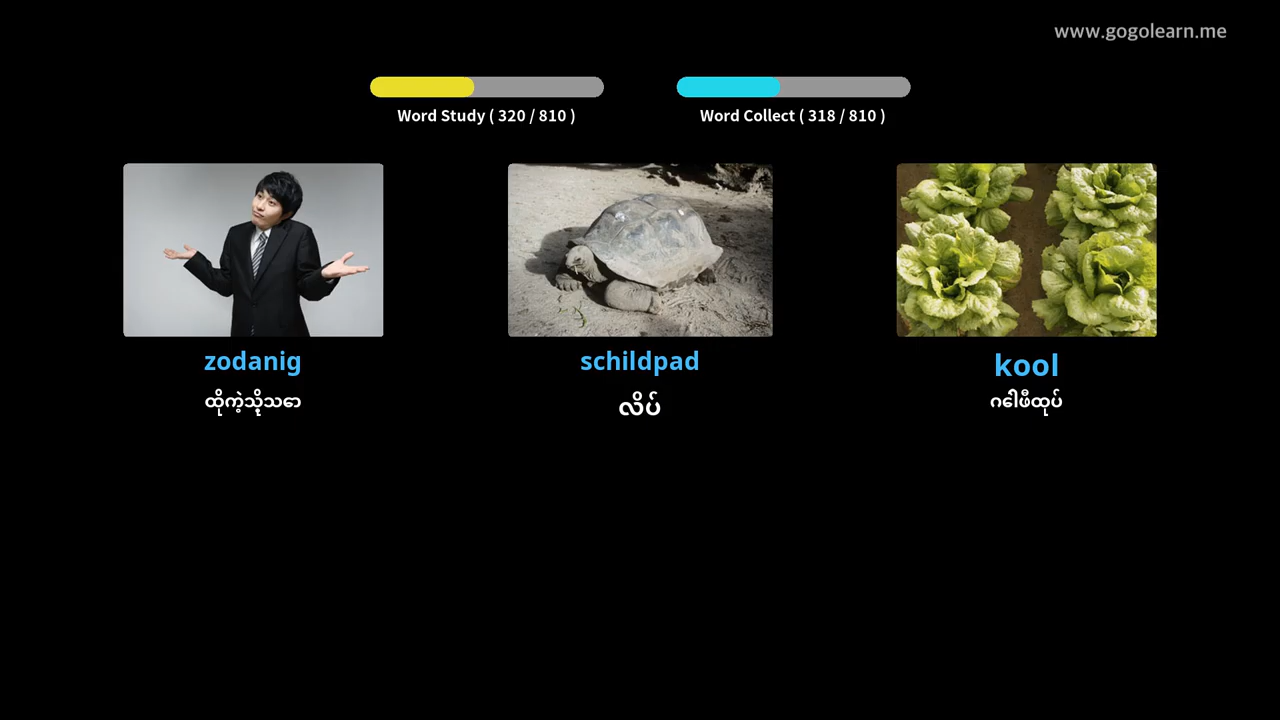 www.gogolearn.me
Word Study ( 320 / 810 )
Word Collect ( 318 / 810 )
zodanig
schildpad
kool
ထိုကဲ့သို့သော
လိပ်
ဂေါ်ဖီထုပ်